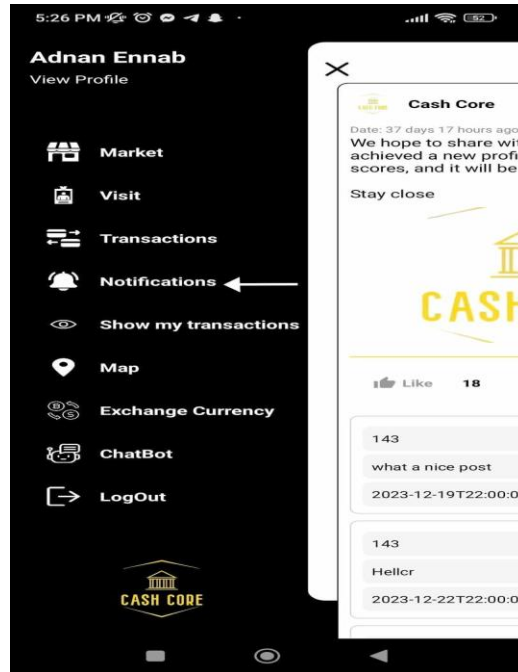 5:26 PM
52
Adnan Ennab
View Profile
Market
Visit
Transactions
Notifications
Show my transactions
Map
Exchange Currency
ChatBot
LogOut
CASH CORE
Cash Core
Date: 37 days 17 hours ago
We hope to share wi
achieved a new profi
scores, and it will be
Stay close
CASH
Like 18
143
what a nice post
2023-12-19T22:00:0
143
Hellcr
2023-12-22T22:00:0